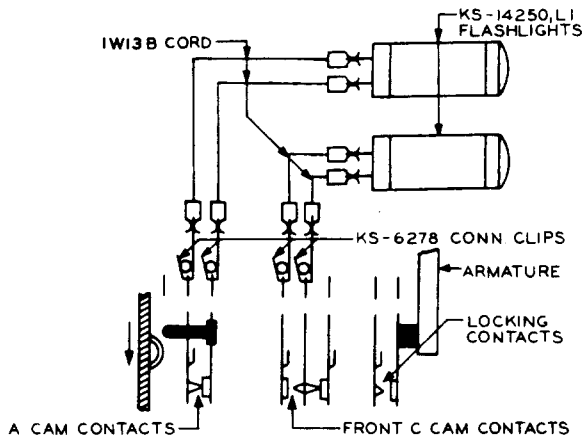 KS-14250,L1
FLASHLIGHTS
1W13B CORD
KS-6278 CONN. CLIPS
ARMATURE
LOCKING
CONTACTS
A CAM CONTACTS
FRONT C CAM CONTACTS